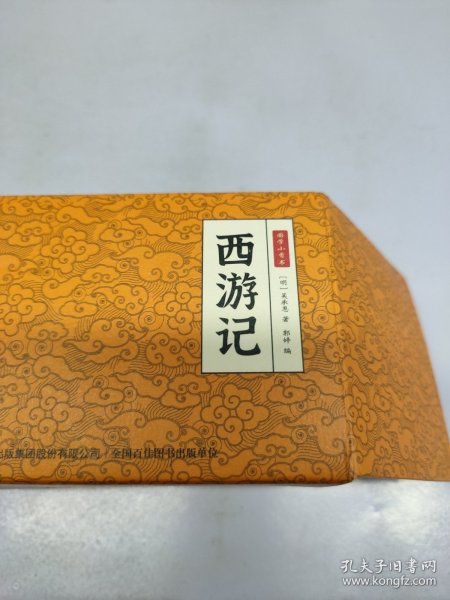 国学小香书
西游记
[明]吴承恩 著 郭婷 编
出版集团股份有限公司 全国百佳图书出版单位
孔夫子旧书网
www.kongfz.com